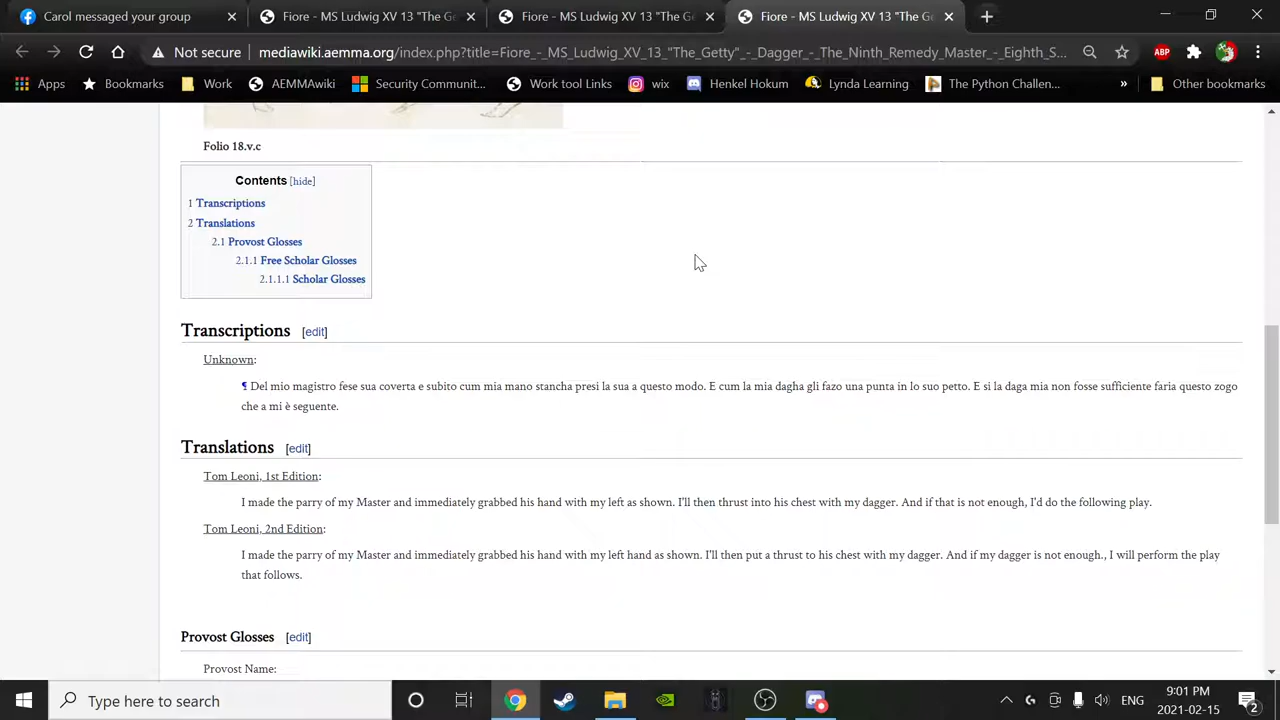 Carol messaged your group
Fiore - MS Ludwig XV 13 "The Ge
Fiore - MS Ludwig XV 13 "The Ge
Fiore - MS Ludwig XV 13 "The Ge
Not secure
mediawiki.aemma.org/index.php?title=Fiore_-_MS_Ludwig_XV_13_"The_Getty"_-_Dagger_-_The_Ninth_Remedy_Master_-_Eighth_S...
ABP
Apps
Bookmarks
Work
AEMMAwiki
Security Communit...
Work tool Links
wix
Henkel Hokum
Lynda Learning
The Python Challen...
»
Other bookmarks
Folio 18.v.c
Contents [hide]
1 Transcriptions
2 Translations
2.1 Provost Glosses
2.1.1 Free Scholar Glosses
2.1.1.1 Scholar Glosses
Transcriptions [edit]
Unknown:
¶ Del mio magistro fese sua coverta e subito cum mia mano stancha presi la sua a questo modo. E cum la mia dagha gli fazo una punta in lo suo petto. E si la daga mia non fosse sufficiente faria questo zogo
che a mi è seguente.
Translations [edit]
Tom Leoni, 1st Edition:
I made the parry of my Master and immediately grabbed his hand with my left as shown. I'll then thrust into his chest with my dagger. And if that is not enough, I'd do the following play.
Tom Leoni, 2nd Edition:
I made the parry of my Master and immediately grabbed his hand with my left hand as shown. I'll then put a thrust to his chest with my dagger. And if my dagger is not enough., I will perform the play
that follows.
Provost Glosses [edit]
Provost Name:
Type here to search
ENG
9:01 PM
2021-02-15
2